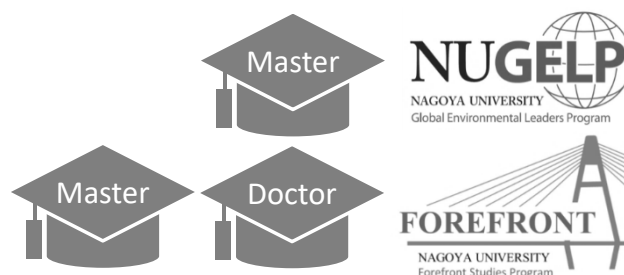 Master
NUGELP
NAGOYA UNIVERSITY
Global Environmental Leaders Program
Master
Doctor
FOREFRONT
NAGOYA UNIVERSITY
Forefront Studies Program